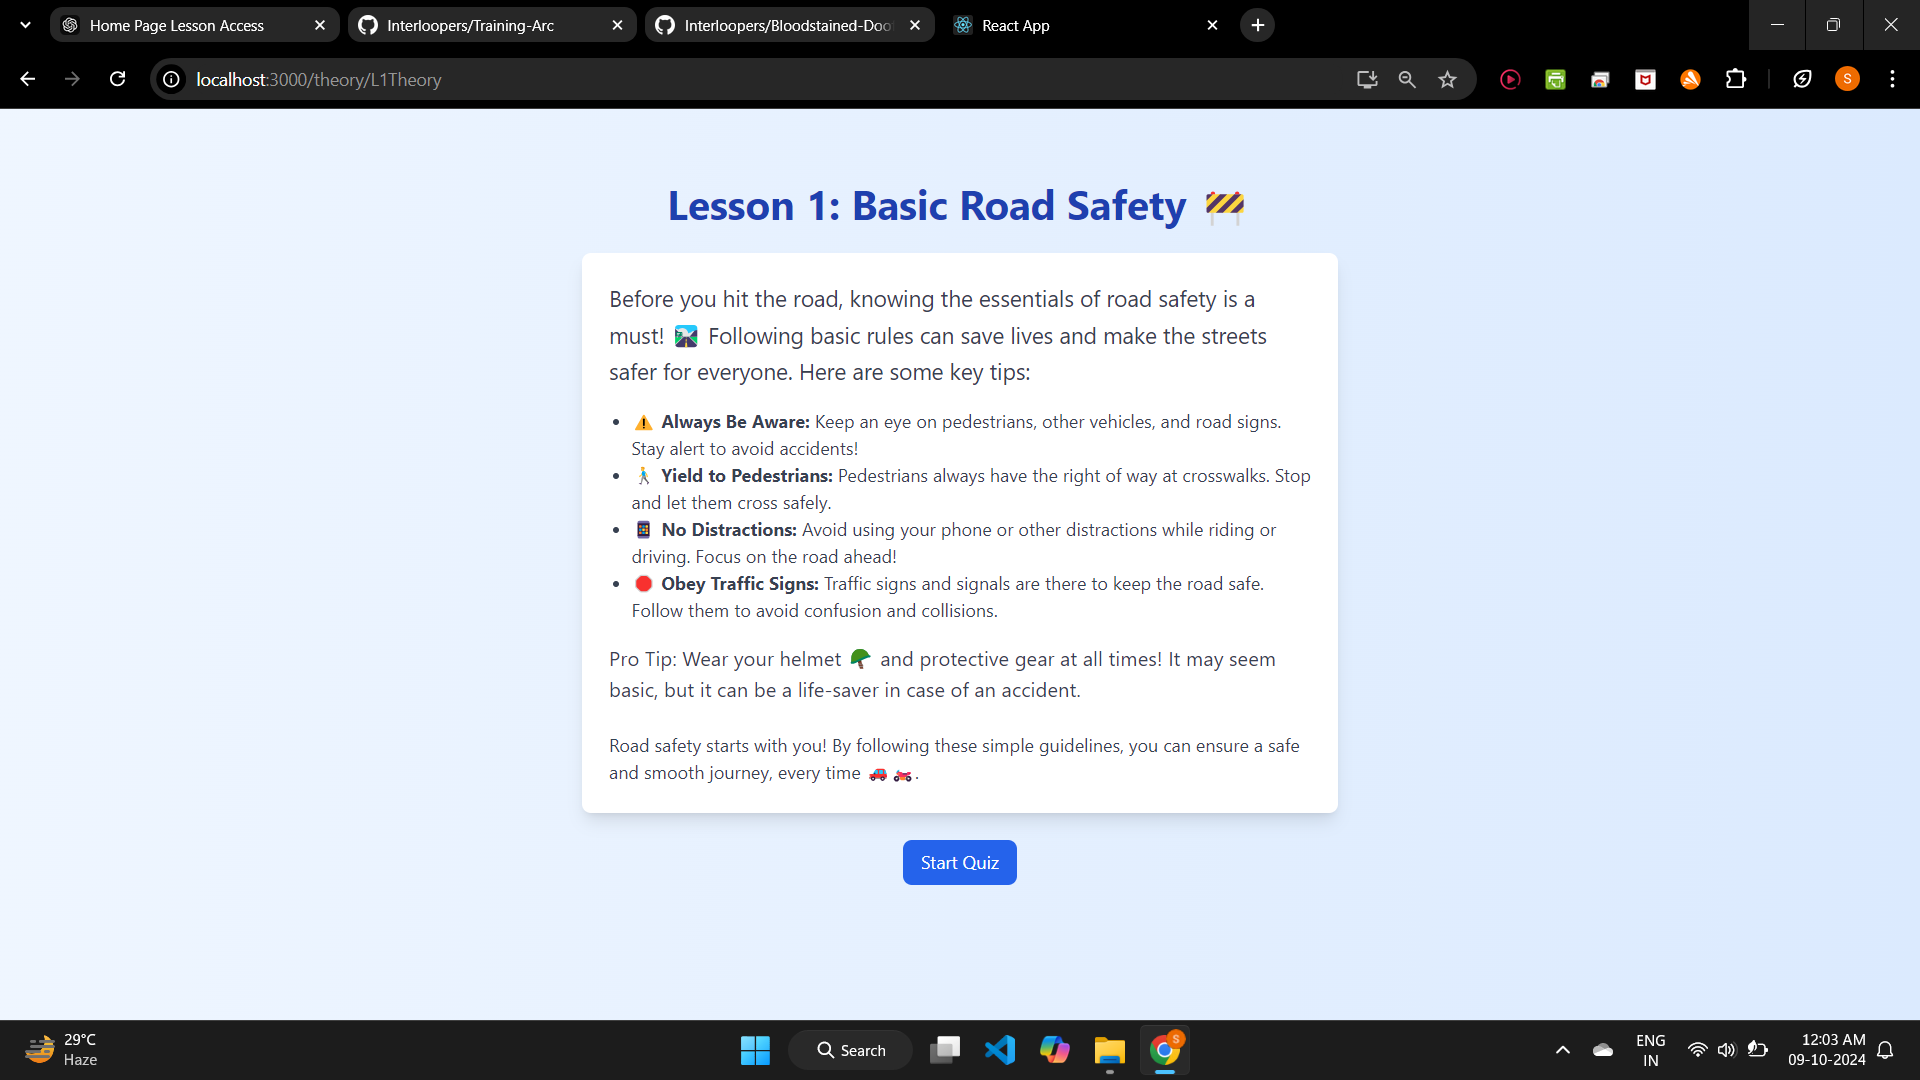 Home Page Lesson Access
Interloopers/Training-Arc
Interloopers/Bloodstained-Doo
React App
localhost:3000/theory/L1Theory
S
Lesson 1: Basic Road Safety 🚧
Before you hit the road, knowing the essentials of road safety is a
must! 🛣️ Following basic rules can save lives and make the streets
safer for everyone. Here are some key tips:
• ⚠️ Always Be Aware: Keep an eye on pedestrians, other vehicles, and road signs.
Stay alert to avoid accidents!
• 🚶‍♂️ Yield to Pedestrians: Pedestrians always have the right of way at crosswalks. Stop
and let them cross safely.
• 📱 No Distractions: Avoid using your phone or other distractions while riding or
driving. Focus on the road ahead!
• 🛑 Obey Traffic Signs: Traffic signs and signals are there to keep the road safe.
Follow them to avoid confusion and collisions.
Pro Tip: Wear your helmet 🪖 and protective gear at all times! It may seem
basic, but it can be a life-saver in case of an accident.
Road safety starts with you! By following these simple guidelines, you can ensure a safe
and smooth journey, every time 🚗🏍️.
Start Quiz
29°C
Haze
Search
S
ENG
IN
12:03 AM
09-10-2024